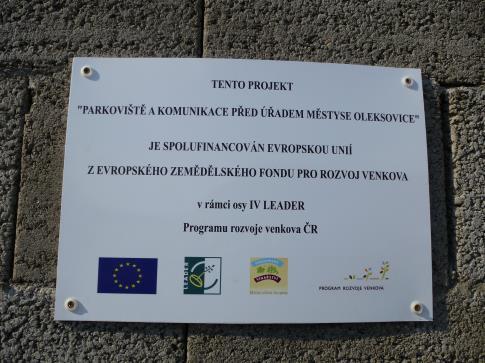 TENTO PROJEKT
"PARKOVIŠTĚ A KOMUNIKACE PŘED ÚŘADEM MĚSTYSE OLEKSOVICE"
JE SPOLUFINANCOVÁN EVROPSKOU UNIÍ
Z EVROPSKÉHO ZEMĚDĚLSKÉHO FONDU PRO ROZVOJ VENKOVA
v rámci osy IV LEADER
Programu rozvoje venkova ČR
LEADER
PROGRAM ROZVOJE VENKOVA